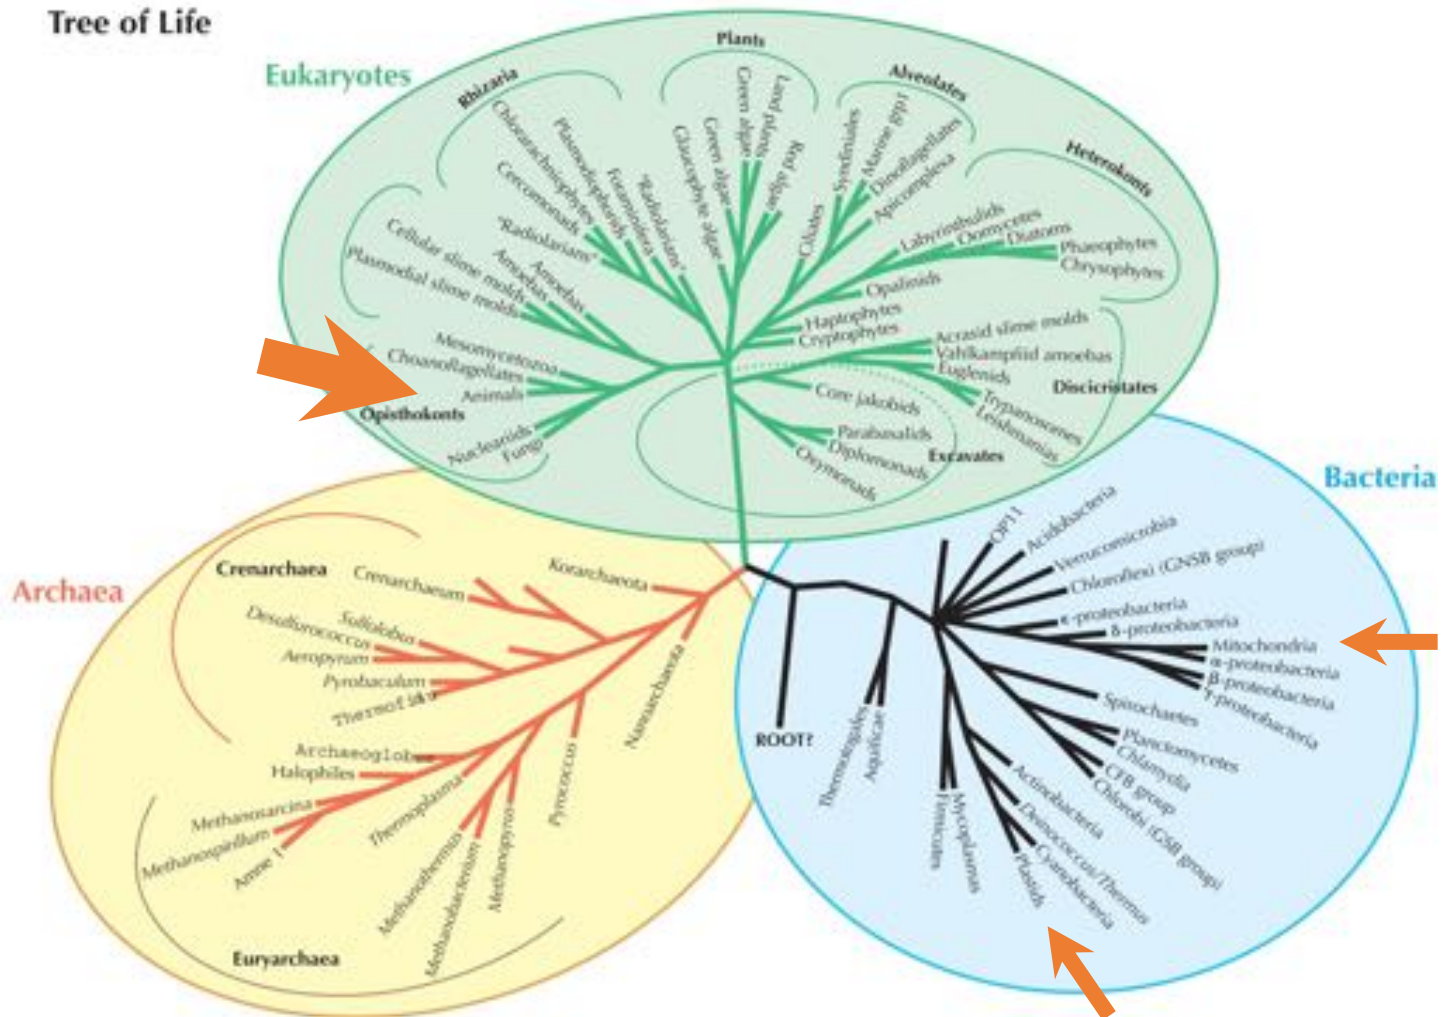 Tree of Life
Eukaryotes
Rhizaria
Chlorarachniophytes
Cercomonads
"Radiolarians"
Plasmodiophorids
Foraminifera
"Radiolarians"
Plants
Glaucophyte algae
Green algae
Green algae
Land plants
Red algae
Alveolates
Ciliates
Syndiniales
Marine grp1
Dinoflagellates
Apicomplexa
Heterokonts
Labyrinthulids
Oomycetes
Diatoms
Phaeophytes
Chrysophytes
Opalinids
Haptophytes
Cryptophytes
Discicristates
Acrasid slime molds
Vahlkampfiid amoebas
Euglenids
Trypanosomes
Leishmanias
Core jakobids
Excavates
Parabasalids
Diplomonads
Oxymonads
Amoebas
Amoebas
Cellular slime molds
Plasmodial slime molds
Mesomycetozoa
Choanoflagellates
Animals
Opisthokonts
Nucleariids
Fungi
Archaea
Crenarchaea
Crenarchaeum
Korarchaeota
Sulfolobus
Desulfurococcus
Aeropyrum
Pyrobaculum
Nanoarchaeota
Halophiles
Methanosarcina
Methanospirillum
Thermoplasma
Methanothermus
Methanobacterium
Methanopyrus
Pyrococcus
Euryarchaea
Bacteria
OP11
Acidobacteria
Verrucomicrobia
Chloroflexi (GNSB group)
ε-proteobacteria
δ-proteobacteria
Mitochondria
α-proteobacteria
β-proteobacteria
γ-proteobacteria
Spirochaetes
Planctomycetes
Chlamydia
CFB group
Chlorobi (GSB group)
Actinobacteria
Deinococcus/Thermus
Cyanobacteria
Plastids
Mycoplasmas
Firmicutes
Aquificae
Thermotogales
ROOT?